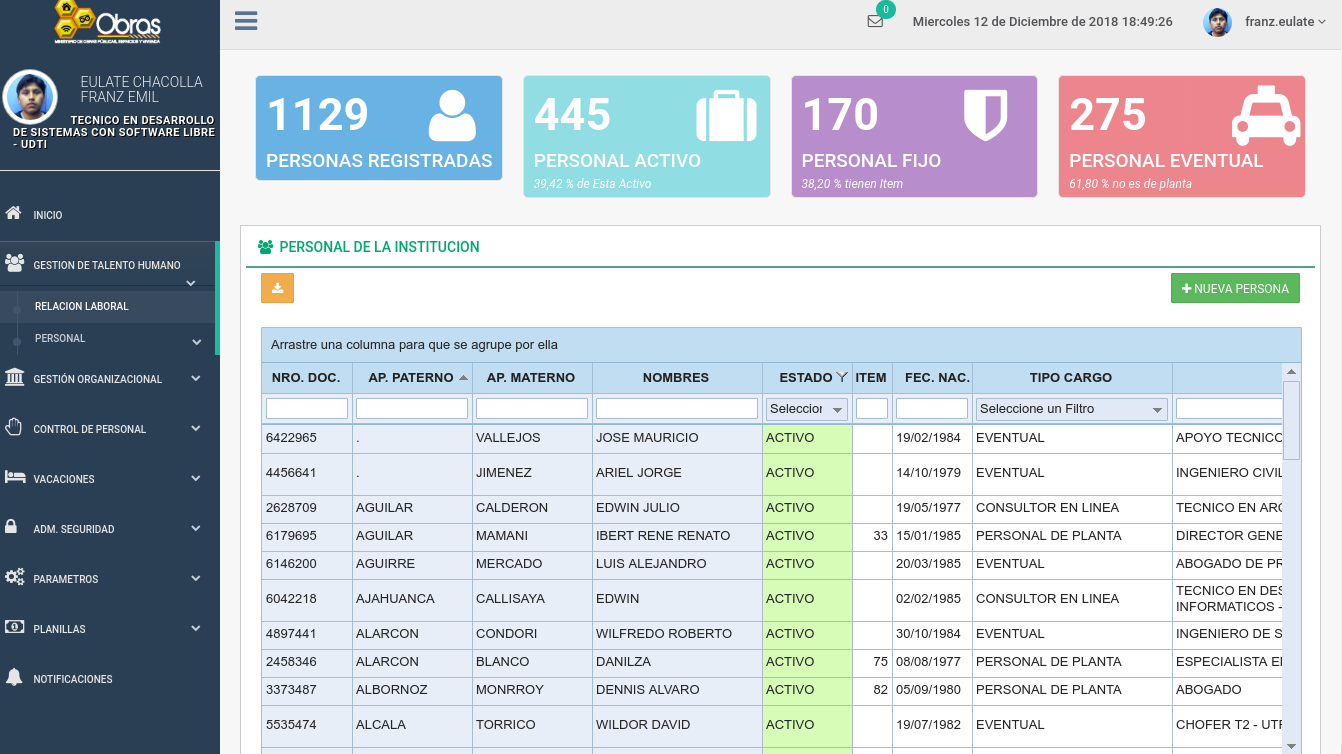 Obras
MINISTERIO DE OBRAS PÚBLICAS, SERVICIOS Y VIVIENDA
0
Miercoles 12 de Diciembre de 2018 18:49:26
franz.eulate
EULATE CHACOLLA
FRANZ EMIL
TECNICO EN DESARROLLO
DE SISTEMAS CON SOFTWARE LIBRE
- UDTI
INICIO
GESTION DE TALENTO HUMANO
RELACION LABORAL
PERSONAL
GESTIÓN ORGANIZACIONAL
CONTROL DE PERSONAL
VACACIONES
ADM. SEGURIDAD
PARAMETROS
PLANILLAS
NOTIFICACIONES
1129
PERSONAS REGISTRADAS
445
PERSONAL ACTIVO
39,42 % de Esta Activo
170
PERSONAL FIJO
38,20 % tienen Item
275
PERSONAL EVENTUAL
61,80 % no es de planta
PERSONAL DE LA INSTITUCION
NUEVA PERSONA
Arrastre una columna para que se agrupe por ella
NRO. DOC. AP. PATERNO AP. MATERNO NOMBRES ESTADO ITEM FEC. NAC. TIPO CARGO
Seleccior Seleccione un Filtro
6422965 . VALLEJOS JOSE MAURICIO ACTIVO 19/02/1984 EVENTUAL APOYO TECNICO
4456641 . JIMENEZ ARIEL JORGE ACTIVO 14/10/1979 EVENTUAL INGENIERO CIVIL
2628709 AGUILAR CALDERON EDWIN JULIO ACTIVO 19/05/1977 CONSULTOR EN LINEA TECNICO EN ARC
6179695 AGUILAR MAMANI IBERT RENE RENATO ACTIVO 33 15/01/1985 PERSONAL DE PLANTA DIRECTOR GENE
6146200 AGUIRRE MERCADO LUIS ALEJANDRO ACTIVO 20/03/1985 EVENTUAL ABOGADO DE PR
6042218 AJAHUANCA CALLISAYA EDWIN ACTIVO 02/02/1985 CONSULTOR EN LINEA TECNICO EN DES
INFORMATICOS -
4897441 ALARCON CONDORI WILFREDO ROBERTO ACTIVO 30/10/1984 EVENTUAL INGENIERO DE S
2458346 ALARCON BLANCO DANILZA ACTIVO 75 08/08/1977 PERSONAL DE PLANTA ESPECIALISTA E
3373487 ALBORNOZ MONRROY DENNIS ALVARO ACTIVO 82 05/09/1980 PERSONAL DE PLANTA ABOGADO
5535474 ALCALA TORRICO WILDOR DAVID ACTIVO 19/07/1982 EVENTUAL CHOFER T2 - UTF